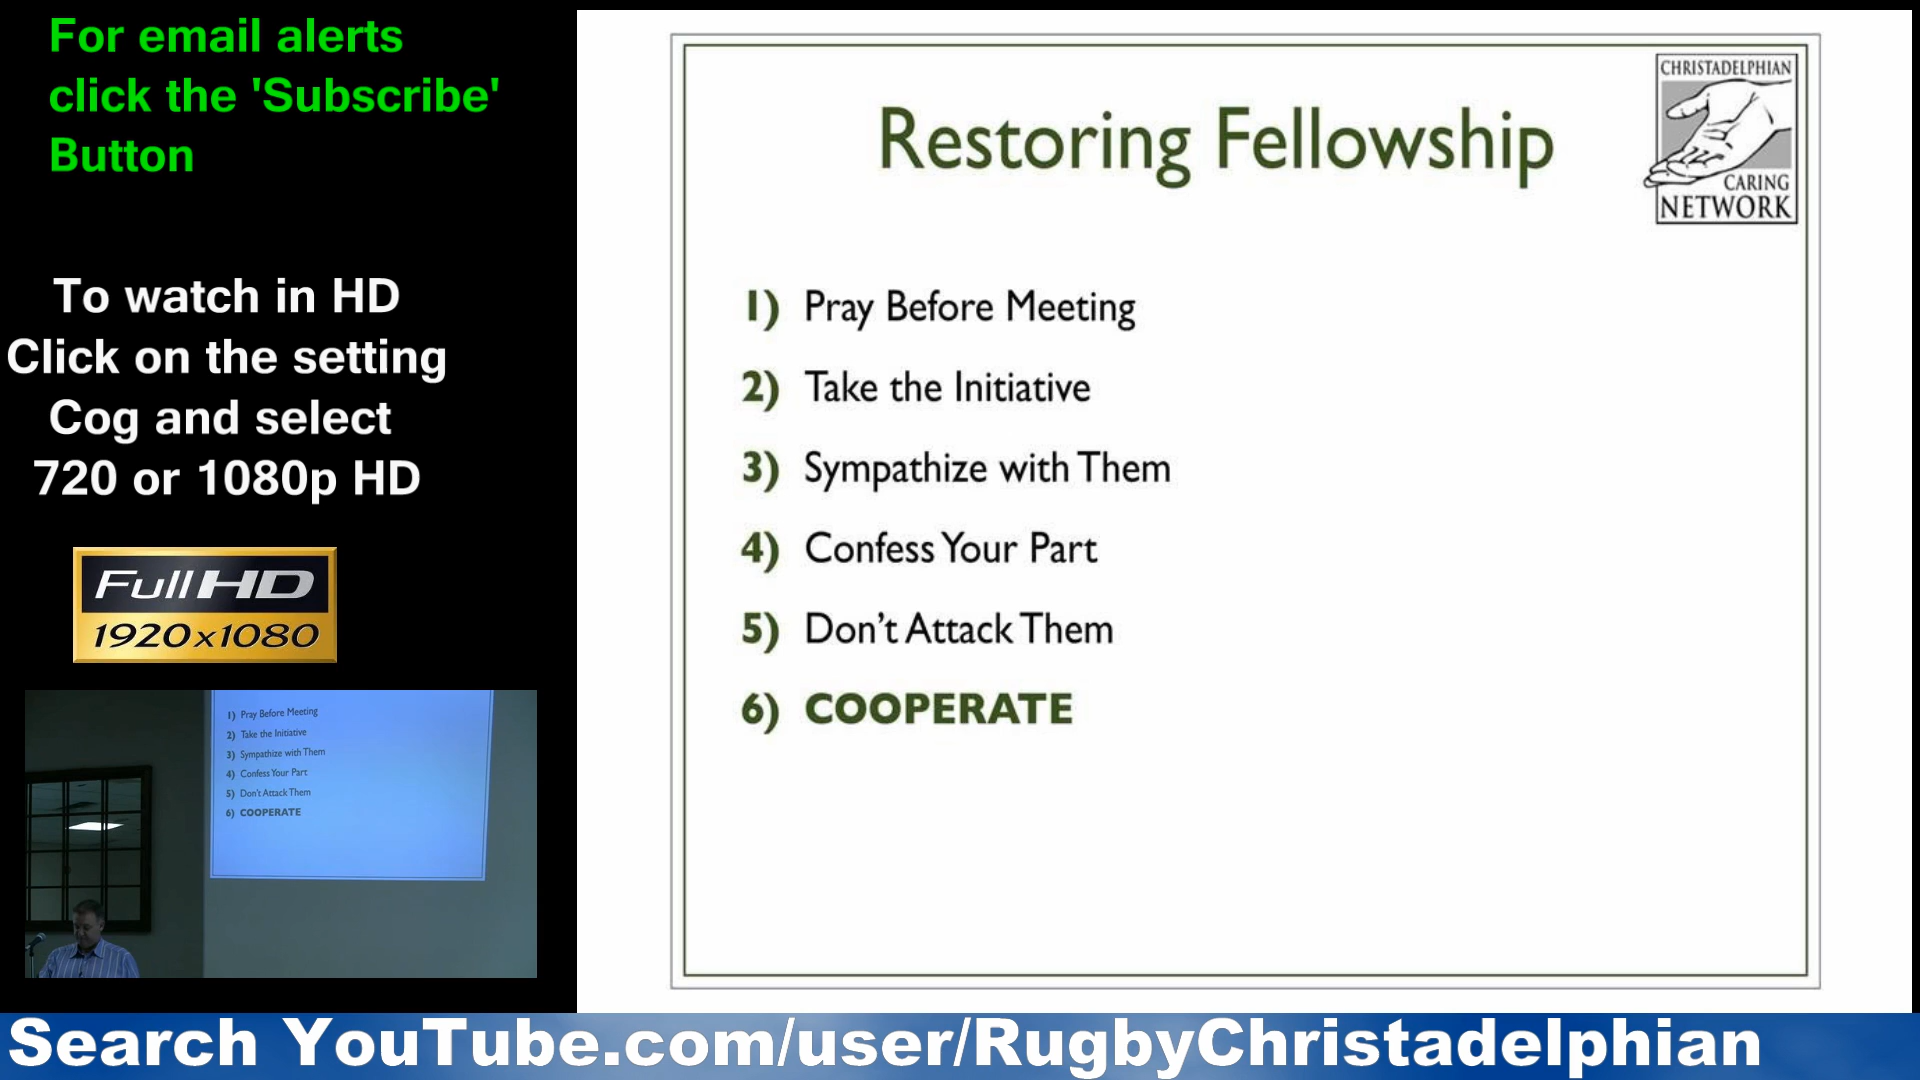 For email alerts
click the 'Subscribe'
Button
To watch in HD
Click on the setting
Cog and select
720 or 1080p HD
Full HD
1920x1080
1) Pray Before Meeting
2) Take the Initiative
3) Sympathize with Them
4) Confess Your Part
5) Don't Attack Them
6) COOPERATE
CHRISTADELPHIAN
CARING
NETWORK
Restoring Fellowship
1) Pray Before Meeting
2) Take the Initiative
3) Sympathize with Them
4) Confess Your Part
5) Don’t Attack Them
6) COOPERATE
Search YouTube.com/user/RugbyChristadelphian